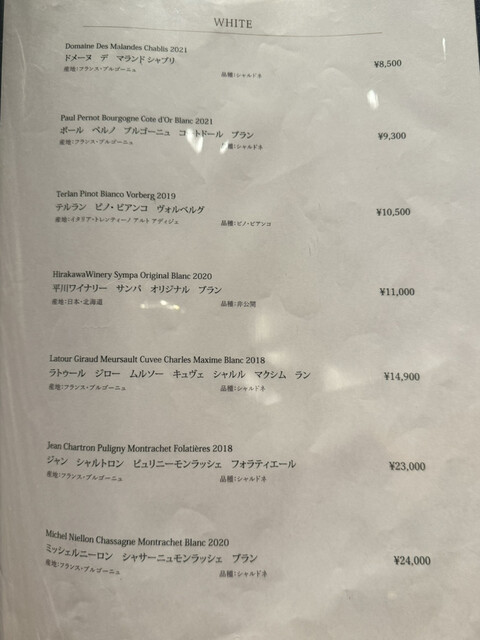 WHITE
Domaine Des Malandes Chablis 2021
ドメーヌ デ マランド シャブリ ¥8,500
産地：フランス・ブルゴーニュ 品種：シャルドネ
Paul Pernot Bourgogne Cote d'Or Blanc 2021
ポール ペルノ ブルゴーニュ コートドール ブラン ¥9,300
産地：フランス・ブルゴーニュ 品種：シャルドネ
Terlan Pinot Bianco Vorberg 2019
テルラン ピノ・ビアンコ ヴォルベルグ ¥10,500
産地：イタリア・トレンティーノ アルト アディジェ 品種：ピノ・ビアンコ
HirakawaWinery Sympa Original Blanc 2020
平川ワイナリー サンパ オリジナル ブラン ¥11,000
産地：日本・北海道 品種：非公開
Latour Giraud Meursault Cuvee Charles Maxime Blanc 2018
ラトゥール ジロー ムルソー キュヴェ シャルル マクシム ラン ¥14,900
産地：フランス・ブルゴーニュ 品種：シャルドネ
Jean Chartron Puligny Montrachet Folatières 2018
ジャン シャルトロン ピュリニーモンラッシェ フォラティエール ¥23,000
産地：フランス・ブルゴーニュ 品種：シャルドネ
Michel Niellon Chassagne Montrachet Blanc 2020
ミッシェルニーロン シャサーニュモンラッシェ ブラン ¥24,000
産地：フランス・ブルゴーニュ 品種：シャルドネ